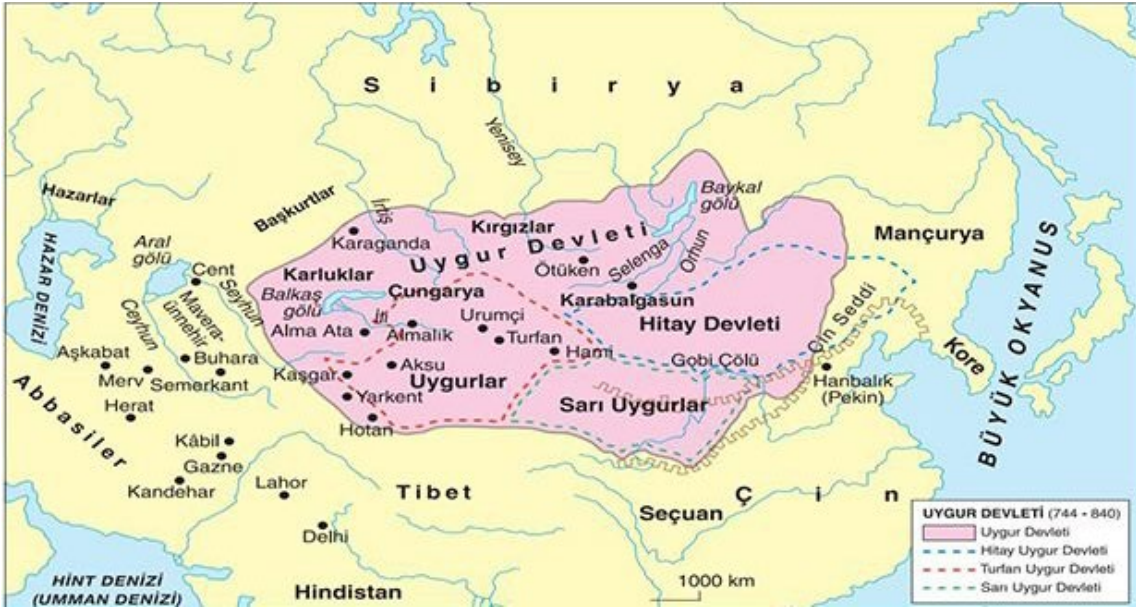 Sibirya
Yenisey
Hazarlar
Başkurtlar
İrtiş
Kırgızlar
Baykal
gölü
Mançurya
Karaganda
Uygur Devleti
HAZAR DENİZİ
Aral
gölü
Cent
Karluklar
Ötüken
Selenga
Orhun
Seyhun
Balkaş
gölü
Çungarya
Karabalgasun
Ceyhun
Mavera-
ünnehir
İli
Urumçi
Hitay Devleti
Alma Ata
Almalık
Turfan
Çin Seddi
Kore
BÜYÜK OKYANUS
Aşkabat
Buhara
Hami
Gobi Çölü
Merv
Semerkant
Kaşgar
Aksu
Uygurlar
Hanbalık
(Pekin)
Abbasiler
Herat
Yarkent
Sarı Uygurlar
Hotan
Kâbil
Gazne
Kandehar
Lahor
Tibet
Seçuan
Çin
Delhi
HİNT DENİZİ
(UMMAN DENİZİ)
Hindistan
1000 km
UYGUR DEVLETİ (744 - 840)
Uygur Devleti
Hitay Uygur Devleti
Turfan Uygur Devleti
Sarı Uygur Devleti